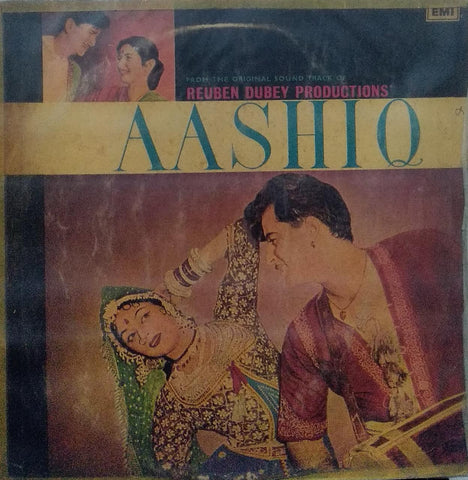 EMI
FROM THE ORIGINAL SOUND TRACK OF
REUBEN DUBEY PRODUCTIONS'
AASHIQ